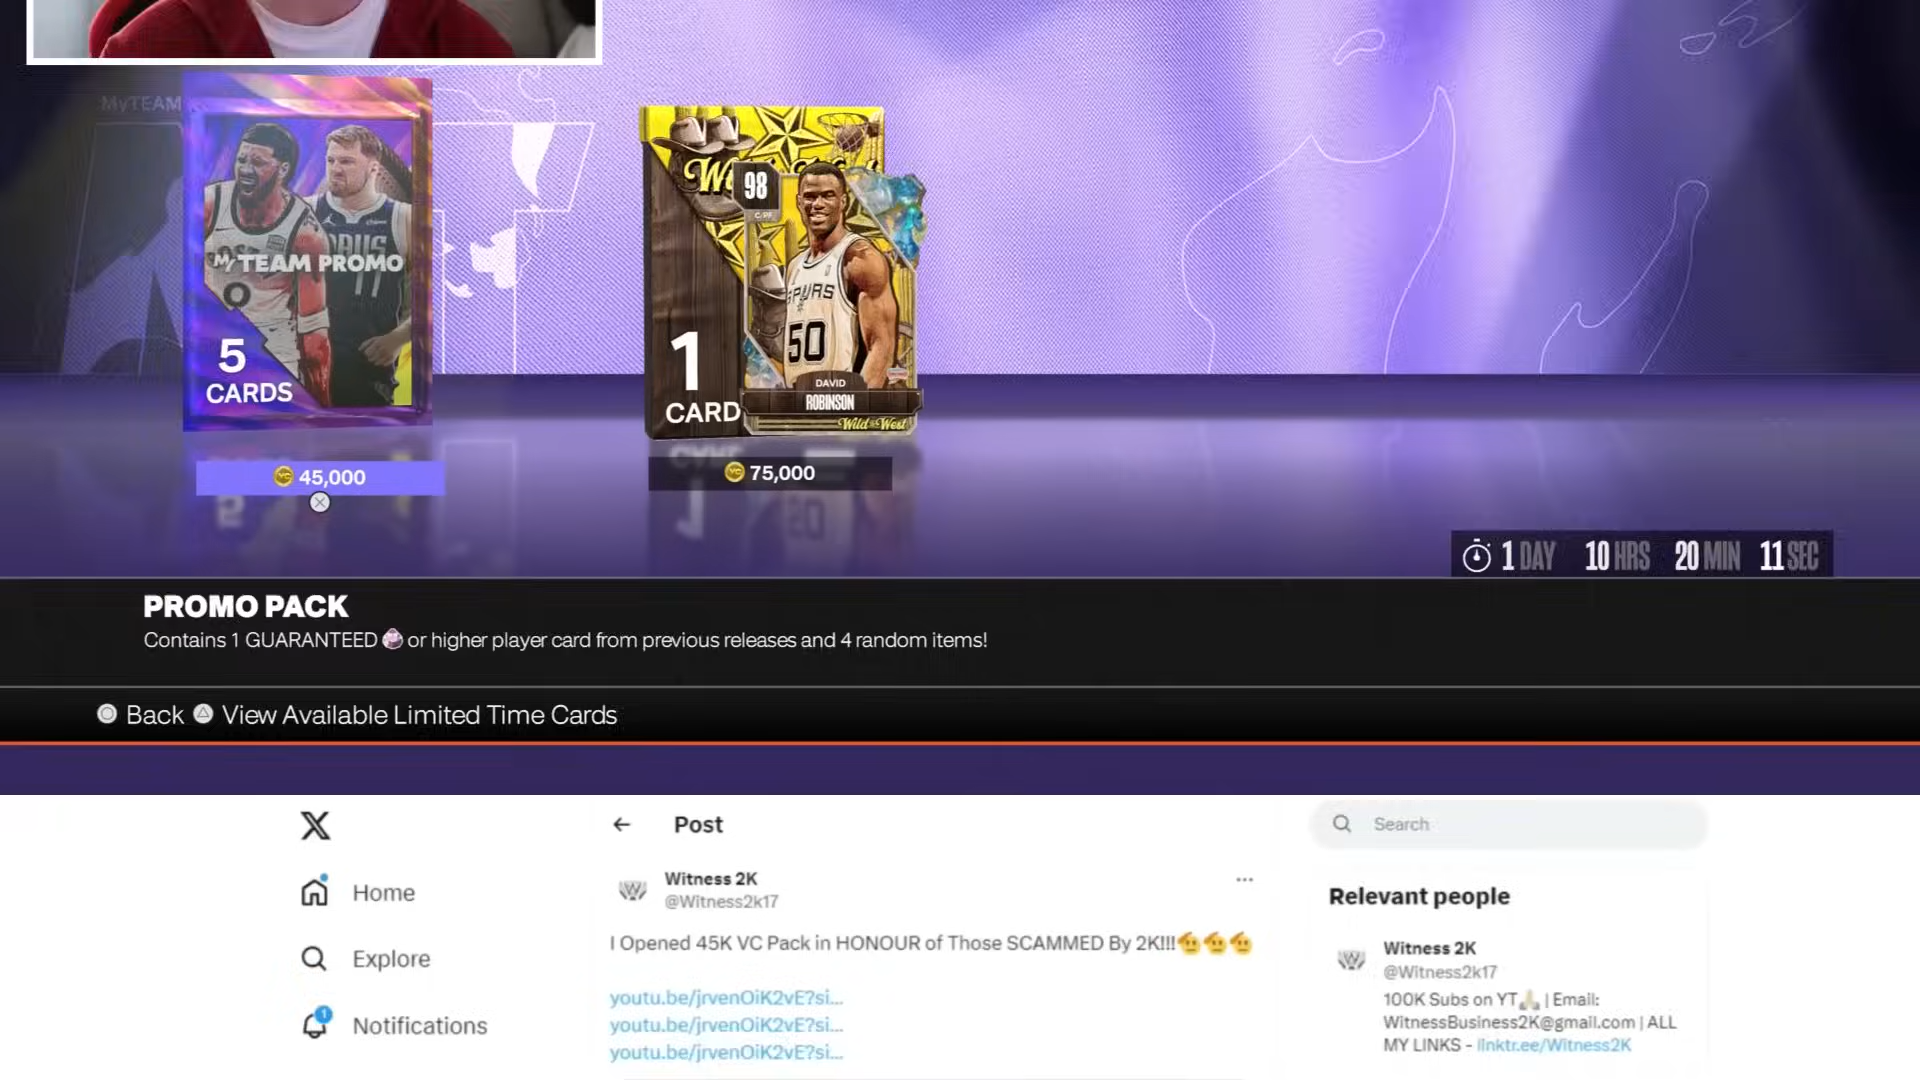 MyTEAM
MyTEAM PROMO
5
CARDS
45,000
98
C/PF
SPURS
50
1
CARD
DAVID
ROBINSON
Wild West
VC 75,000
1 DAY 10 HRS 20 MIN 11 SEC
PROMO PACK
Contains 1 GUARANTEED or higher player card from previous releases and 4 random items!
Back View Available Limited Time Cards
X
Home
Explore
1
Notifications
Post
Witness 2K
@Witness2k17
I Opened 45K VC Pack in HONOUR of Those SCAMMED By 2K!!!🫡🫡🫡
youtu.be/jrvenOiK2vE?si...
youtu.be/jrvenOiK2vE?si...
youtu.be/jrvenOiK2vE?si...
Search
Relevant people
Witness 2K
@Witness2k17
100K Subs on YT🙏 | Email:
WitnessBusiness2K@gmail.com | ALL
MY LINKS - linktr.ee/Witness2K